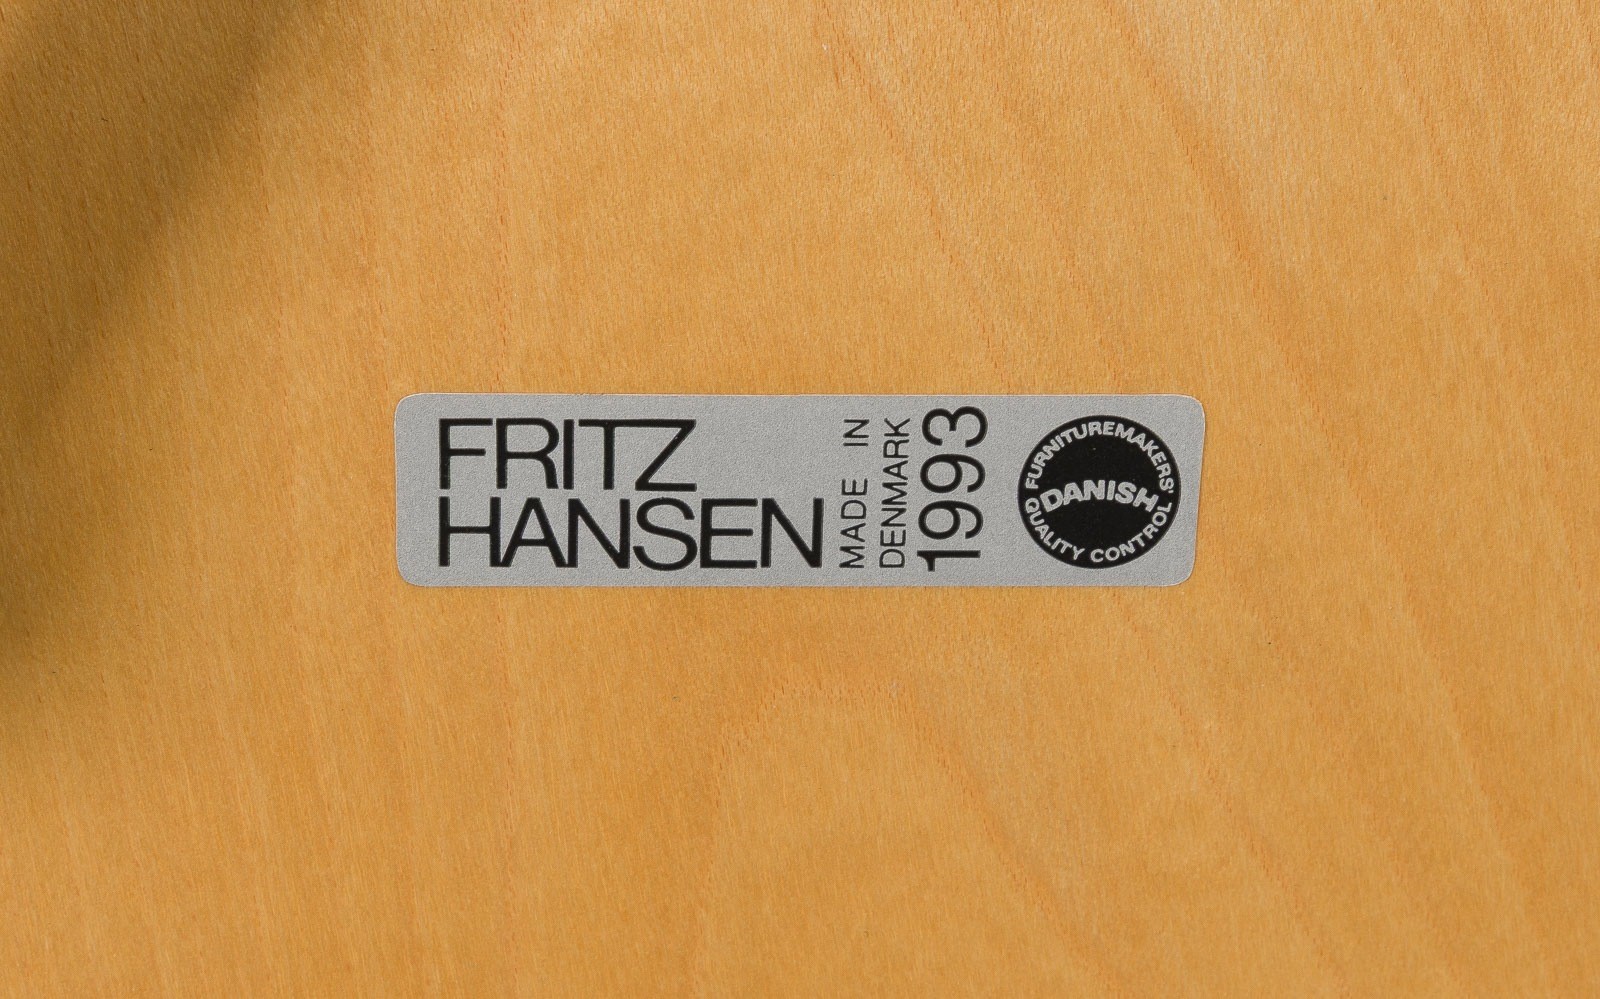 FRITZ
HANSEN
MADE IN
DENMARK
1993
FURNITUREMAKERS'
DANISH
QUALITY CONTROL